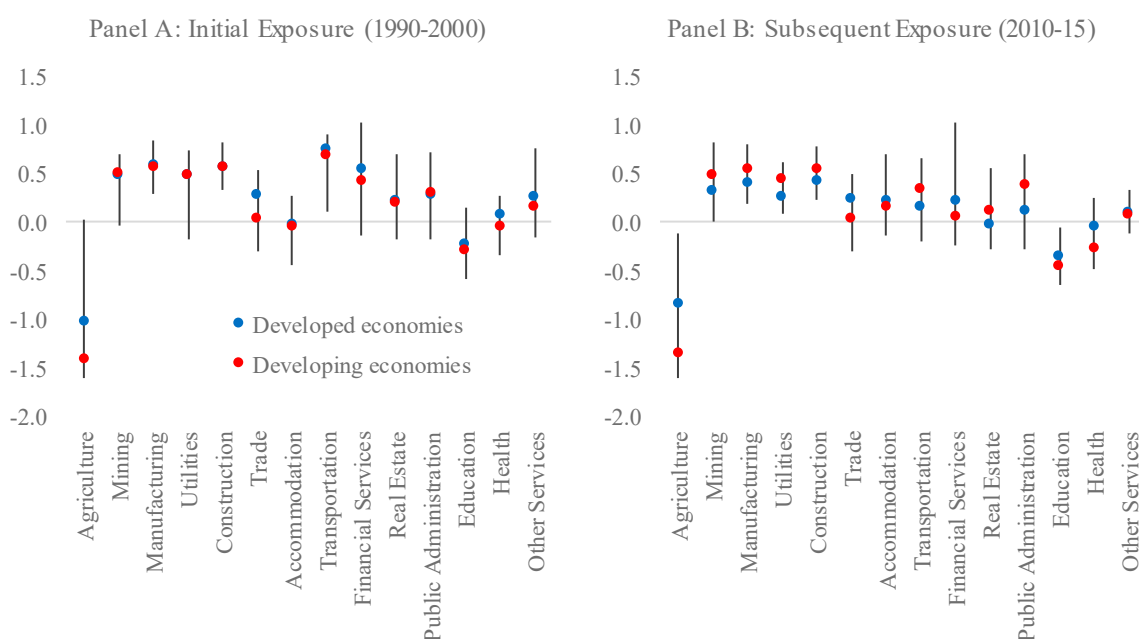 Panel A: Initial Exposure (1990-2000)
1.5
1.0
0.5
0.0
-0.5
-1.0
-1.5
-2.0
Developed economies
Developing economies
Agriculture
Mining
Manufacturing
Utilities
Construction
Trade
Accommodation
Transportation
Financial Services
Real Estate
Public Administration
Education
Health
Other Services
Panel B: Subsequent Exposure (2010-15)
1.5
1.0
0.5
0.0
-0.5
-1.0
-1.5
-2.0
Agriculture
Mining
Manufacturing
Utilities
Construction
Trade
Accommodation
Transportation
Financial Services
Real Estate
Public Administration
Education
Health
Other Services